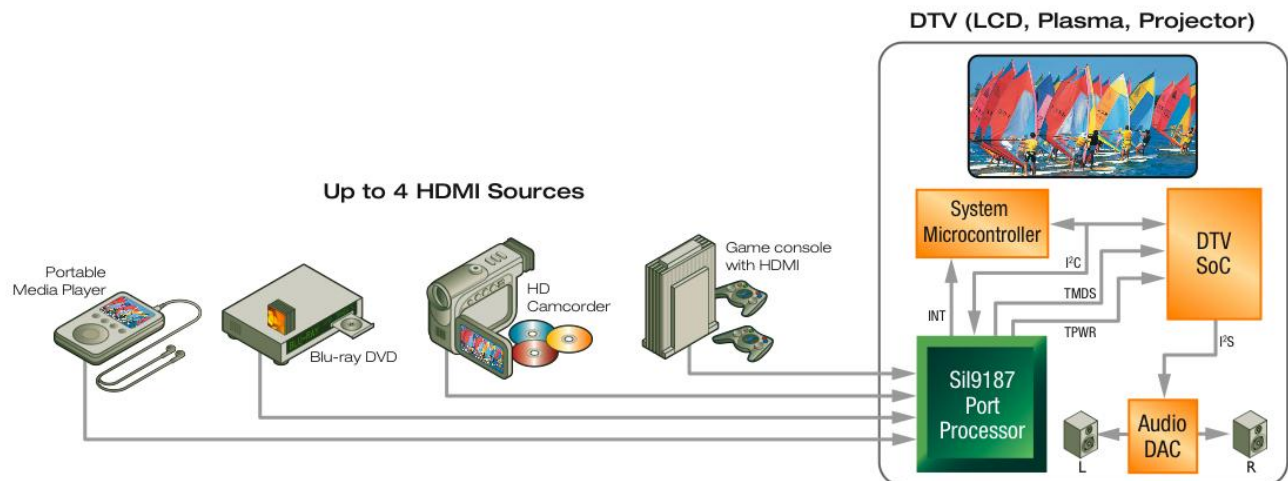 DTV (LCD, Plasma, Projector)
Up to 4 HDMI Sources
Portable
Media Player
Blu-ray DVD
HD
Camcorder
Game console
with HDMI
System
Microcontroller
DTV
SoC
I²C
TMDS
INT
TPWR
I²S
SiI9187
Port
Processor
Audio
DAC
L
R